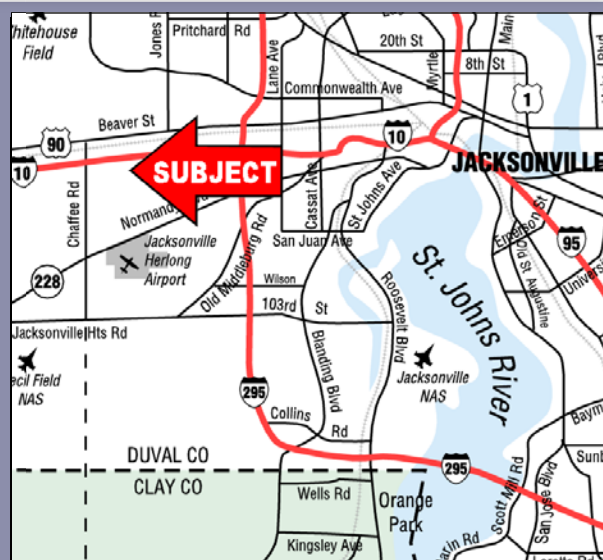 Whitehouse
Field
Jones R
Pritchard Rd
Lane Ave
20th St
Myrtle
Main
8th St
Commonwealth Ave
1
Beaver St
90
10
10
SUBJECT
JACKSONVILLE
Chaffee Rd
Normandy
Cassat Ave
St Johns Ave
Emerson St
95
Jacksonville
Herlong
Airport
Old Middleburg Rd
San Juan Ave
Old St. Augustine
Univers
228
Wilson
103rd St
St. Johns River
Roosevelt Blvd
Jacksonville Hts Rd
ecil Field
NAS
Blanding Blvd
Jacksonville
NAS
295
Collins Rd
DUVAL CO
CLAY CO
295
Baym
Sunb
Wells Rd
Orange
Park
Scott Mill Rd
San Jose Blvd
Kingsley Ave
arin Rd